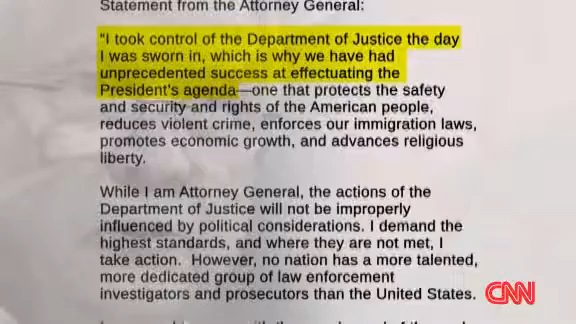 Statement from the Attorney General:
"I took control of the Department of Justice the day
I was sworn in, which is why we have had
unprecedented success at effectuating the
President's agenda—one that protects the safety
and security and rights of the American people,
reduces violent crime, enforces our immigration laws,
promotes economic growth, and advances religious
liberty.
While I am Attorney General, the actions of the
Department of Justice will not be improperly
influenced by political considerations. I demand the
highest standards, and where they are not met, I
take action.  However, no nation has a more talented,
more dedicated group of law enforcement
investigators and prosecutors than the United States.
CNN